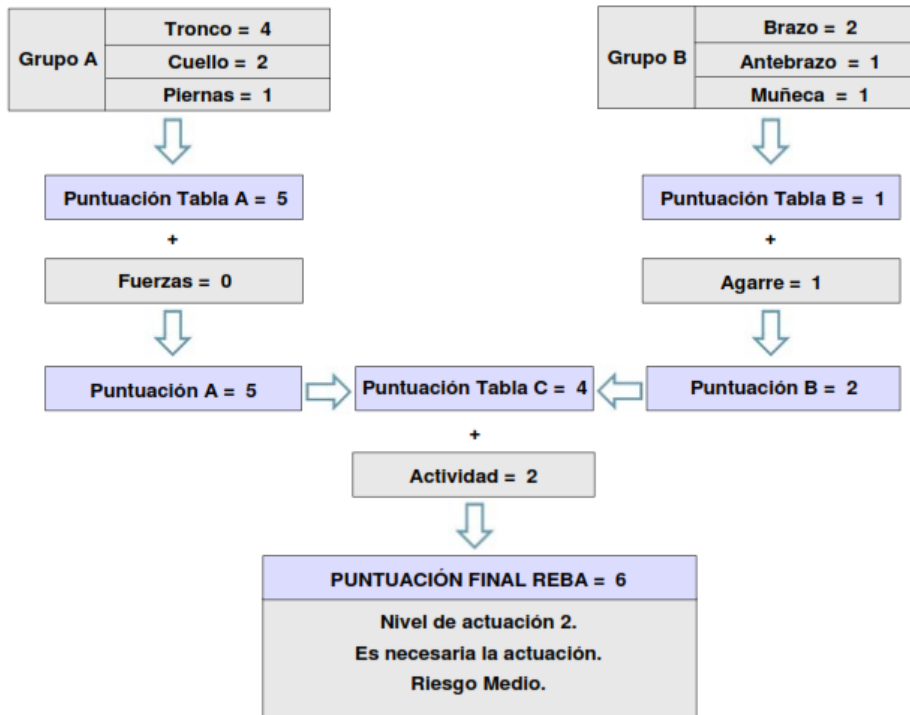 Grupo A
Tronco = 4
Cuello = 2
Piernas = 1
Grupo B
Brazo = 2
Antebrazo = 1
Muñeca = 1
Puntuación Tabla A = 5
Puntuación Tabla B = 1
+
+
Fuerzas = 0
Agarre = 1
Puntuación A = 5
Puntuación Tabla C = 4
Puntuación B = 2
+
Actividad = 2
PUNTUACIÓN FINAL REBA = 6
Nivel de actuación 2.
Es necesaria la actuación.
Riesgo Medio.